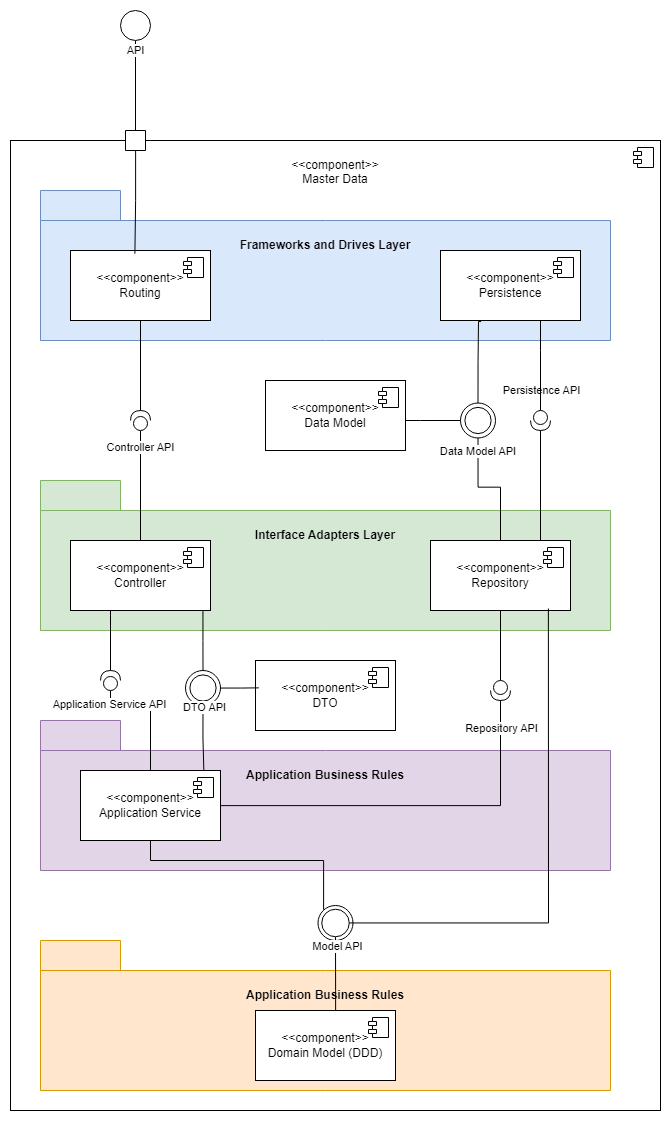 API
<<component>>
Master Data
Frameworks and Drives Layer
<<component>>
Routing
<<component>>
Persistence
<<component>>
Data Model
Persistence API
Controller API
Data Model API
Interface Adapters Layer
<<component>>
Controller
<<component>>
Repository
Application Service API
DTO API
<<component>>
DTO
Repository API
Application Business Rules
<<component>>
Application Service
Model API
Application Business Rules
<<component>>
Domain Model (DDD)